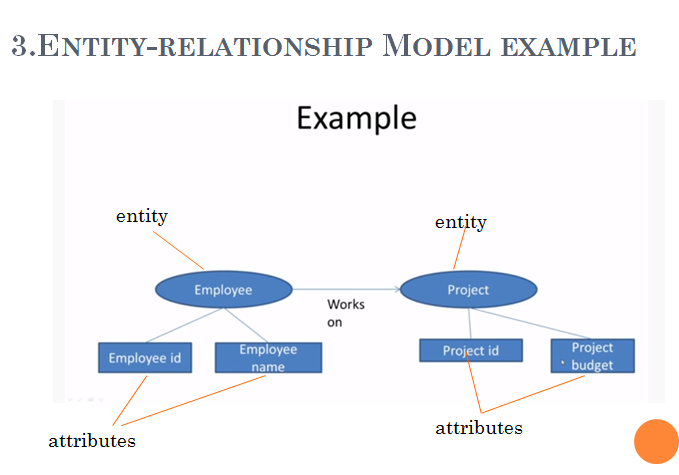 3.ENTITY-RELATIONSHIP MODEL EXAMPLE
Example
entity
entity
Employee
Works
on
Project
Employee id
Employee
name
Project id
Project
budget
attributes
attributes